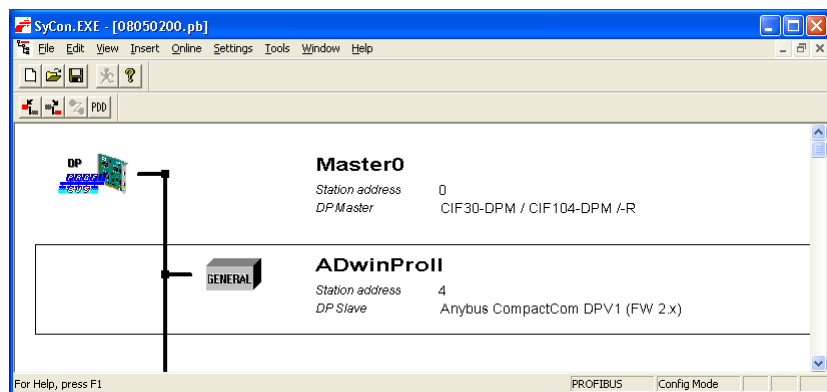 SyCon.EXE - [08050200.pb]
File Edit View Insert Online Settings Tools Window Help
PDD
DP
Master0
Station address 0
DP Master CIF30-DPM / CIF104-DPM /-R
GENERAL
ADwinProII
Station address 4
DP Slave Anybus CompactCom DPV1 (FW 2.x)
For Help, press F1 PROFIBUS Config Mode